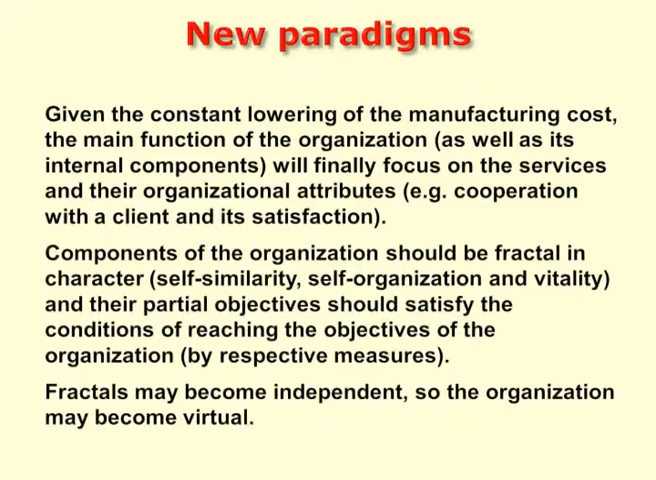 New paradigms
Given the constant lowering of the manufacturing cost,
the main function of the organization (as well as its
internal components) will finally focus on the services
and their organizational attributes (e.g. cooperation
with a client and its satisfaction).
Components of the organization should be fractal in
character (self-similarity, self-organization and vitality)
and their partial objectives should satisfy the
conditions of reaching the objectives of the
organization (by respective measures).
Fractals may become independent, so the organization
may become virtual.